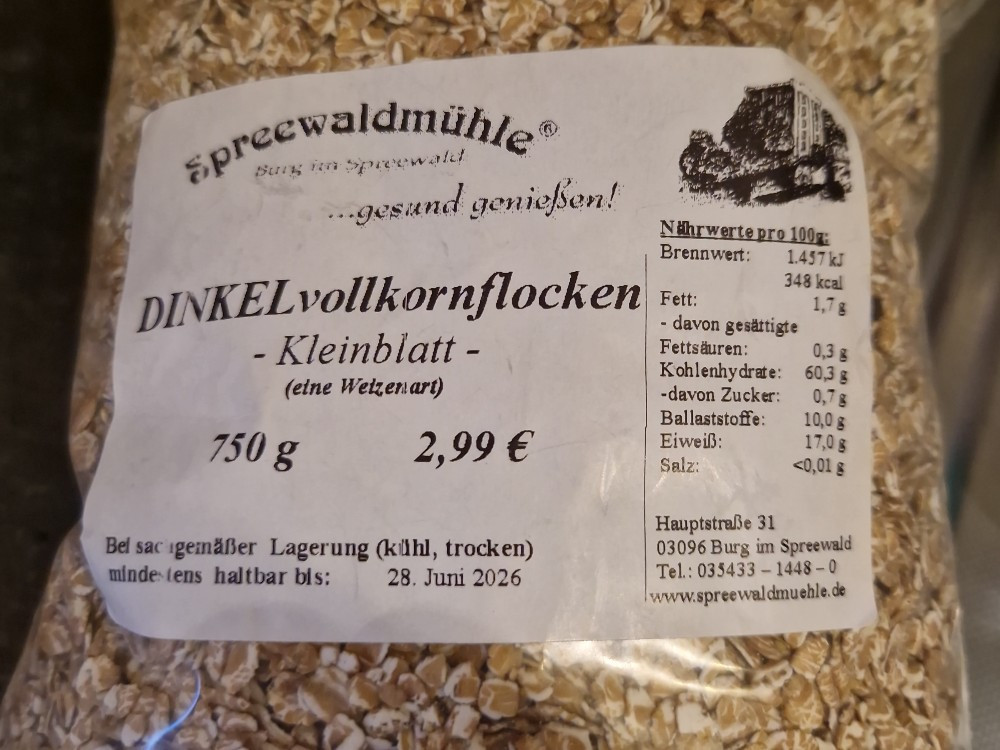 Spreewaldmühle®
Burg im Spreewald
...gesund genießen!
DINKELvollkornflocken
- Kleinblatt -
(eine Weizenart)
750 g 2,99 €
Bei sachgemäßer Lagerung (kühl, trocken)
mindestens haltbar bis: 28. Juni 2026
Nährwerte pro 100g:
Brennwert: 1.457 kJ
348 kcal
Fett: 1,7 g
- davon gesättigte
Fettsäuren: 0,3 g
Kohlenhydrate: 60,3 g
-davon Zucker: 0,7 g
Ballaststoffe: 10,0 g
Eiweiß: 17,0 g
Salz: <0,01 g
Hauptstraße 31
03096 Burg im Spreewald
Tel.: 035433 – 1448 – 0
www.spreewaldmuehle.de